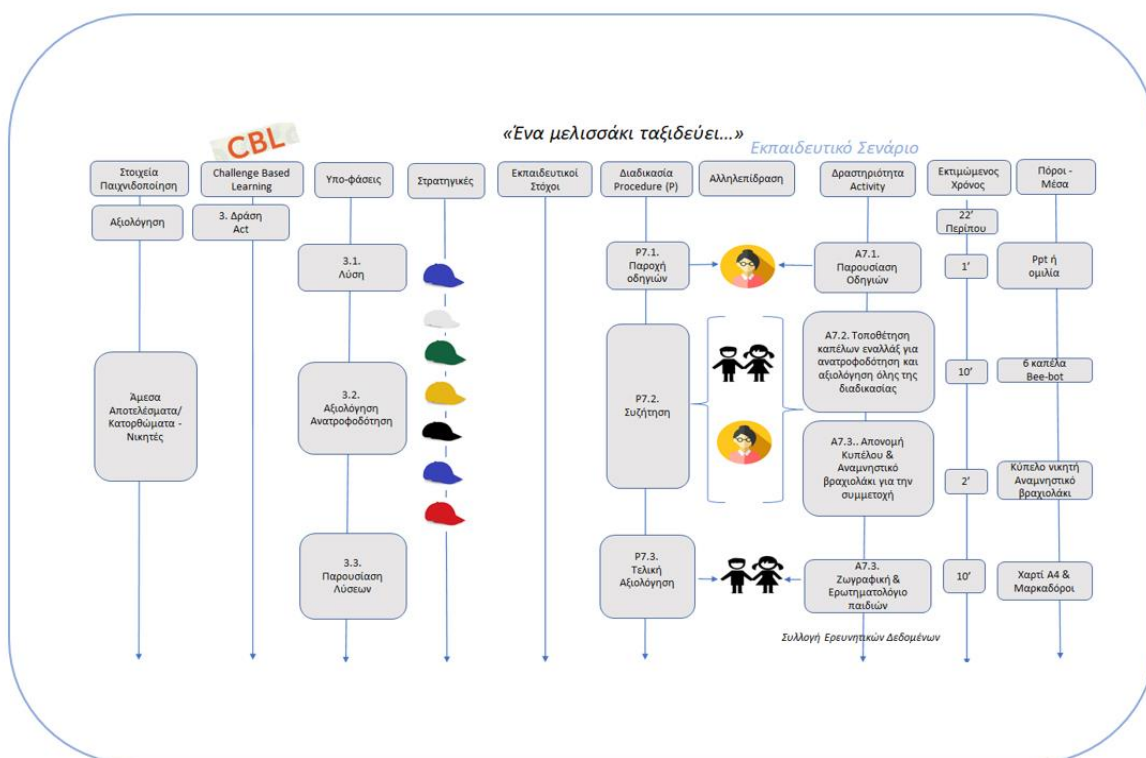 CBL
«Ένα μελισσάκι ταξιδεύει...»
Εκπαιδευτικό Σενάριο
Στοιχεία
Παιχνιδοποίηση
Challenge Based
Learning
Υπο-φάσεις
Στρατηγικές
Εκπαιδευτικοί
Στόχοι
Διαδικασία
Procedure (P)
Αλληλεπίδραση
Δραστηριότητα
Activity
Εκτιμώμενος
Χρόνος
Πόροι -
Μέσα
Αξιολόγηση
3. Δράση
Act
22'
Περίπου
3.1.
Λύση
P7.1.
Παροχή
οδηγιών
A7.1.
Παρουσίαση
Οδηγιών
1'
Ppt ή
ομιλία
Άμεσα
Αποτελέσματα/
Κατορθώματα -
Νικητές
3.2.
Αξιολόγηση
Ανατροφοδότηση
P7.2.
Συζήτηση
A7.2. Τοποθέτηση
καπέλων εναλλάξ για
ανατροφοδότηση και
αξιολόγηση όλης της
διαδικασίας
10'
6 καπέλα
Bee-bot
A7.3.. Απονομή
Κυπέλου &
Αναμνηστικό
βραχιολάκι για την
συμμετοχή
2'
Κύπελο νικητή
Αναμνηστικό
βραχιολάκι
3.3.
Παρουσίαση
Λύσεων
P7.3.
Τελική
Αξιολόγηση
A7.3.
Ζωγραφική &
Ερωτηματολόγιο
παιδιών
10'
Χαρτί A4 &
Μαρκαδόροι
Συλλογή Ερευνητικών Δεδομένων